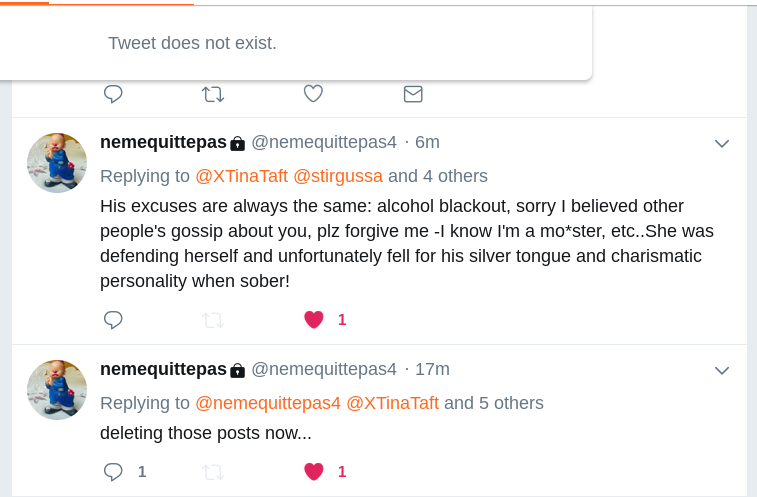 Tweet does not exist.
nemequittepas @nemequittepas4 · 6m
Replying to @XTinaTaft @stirgussa and 4 others
His excuses are always the same: alcohol blackout, sorry I believed other
people's gossip about you, plz forgive me -I know I'm a mo*ster, etc..She was
defending herself and unfortunately fell for his silver tongue and charismatic
personality when sober!
1
nemequittepas @nemequittepas4 · 17m
Replying to @nemequittepas4 @XTinaTaft and 5 others
deleting those posts now...
1 1